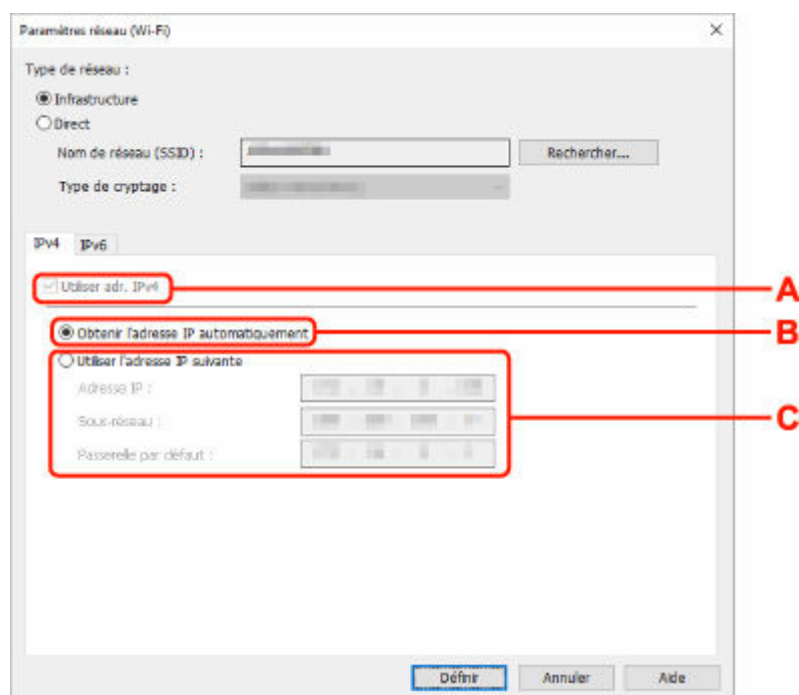 Paramètres réseau (Wi-Fi)
Type de réseau :
Infrastructure
Direct
Nom de réseau (SSID) :
Rechercher...
Type de cryptage :
IPv4 IPv6
Utiliser adr. IPv4
A
Obtenir l'adresse IP automatiquement
B
Utiliser l'adresse IP suivante
Adresse IP :
Sous-réseau :
C
Passerelle par défaut :
Définir Annuler Aide